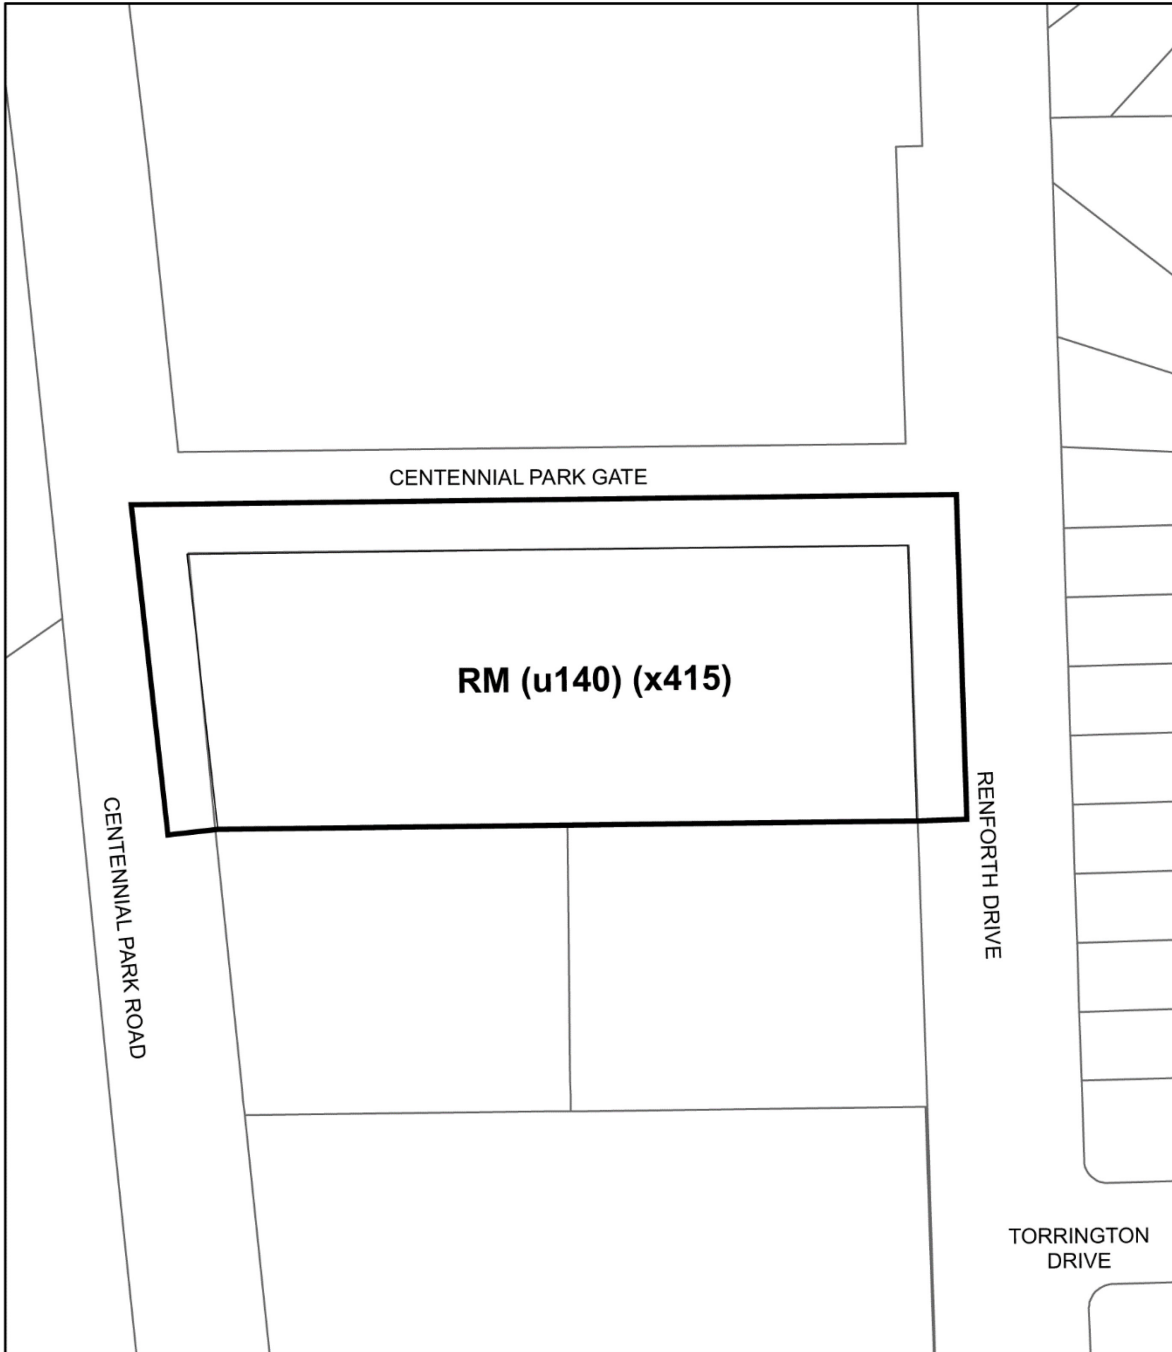 CENTENNIAL PARK GATE
RM (u140) (x415)
CENTENNIAL PARK ROAD
RENFORTH DRIVE
TORRINGTON
DRIVE